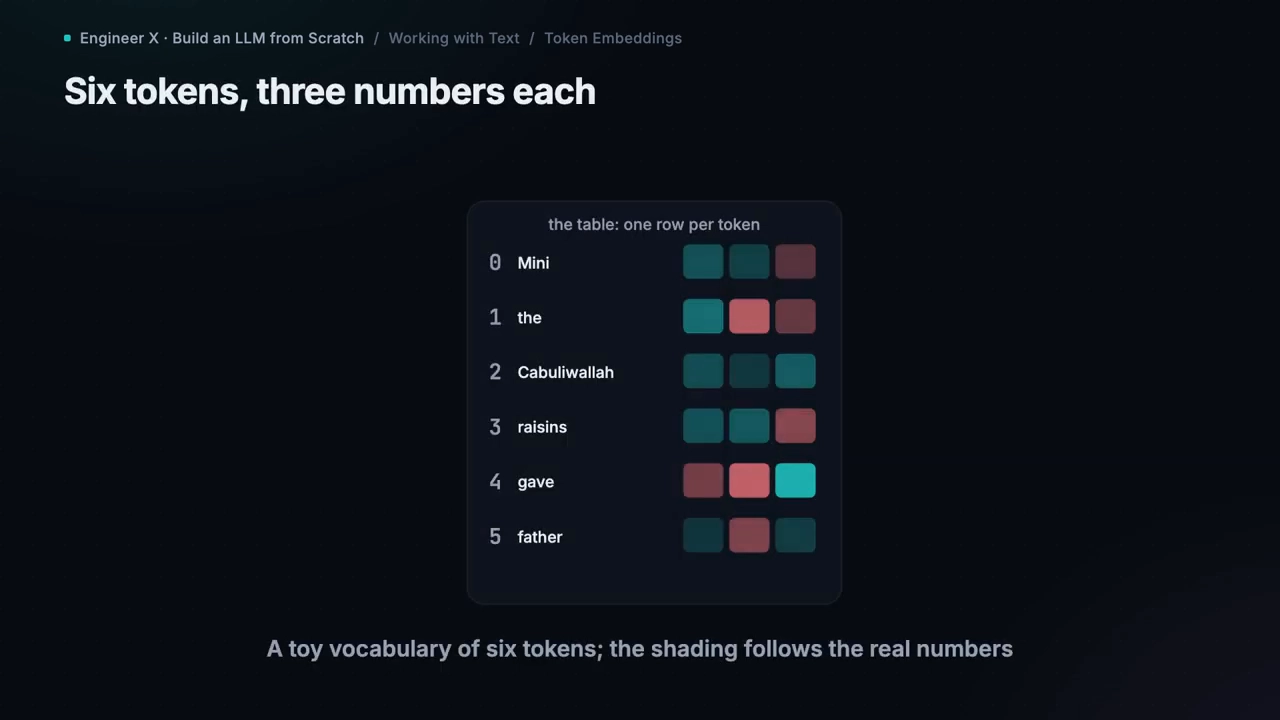 Engineer X · Build an LLM from Scratch / Working with Text / Token Embeddings
Six tokens, three numbers each
the table: one row per token
0 Mini
1 the
2 Cabuliwallah
3 raisins
4 gave
5 father
A toy vocabulary of six tokens; the shading follows the real numbers